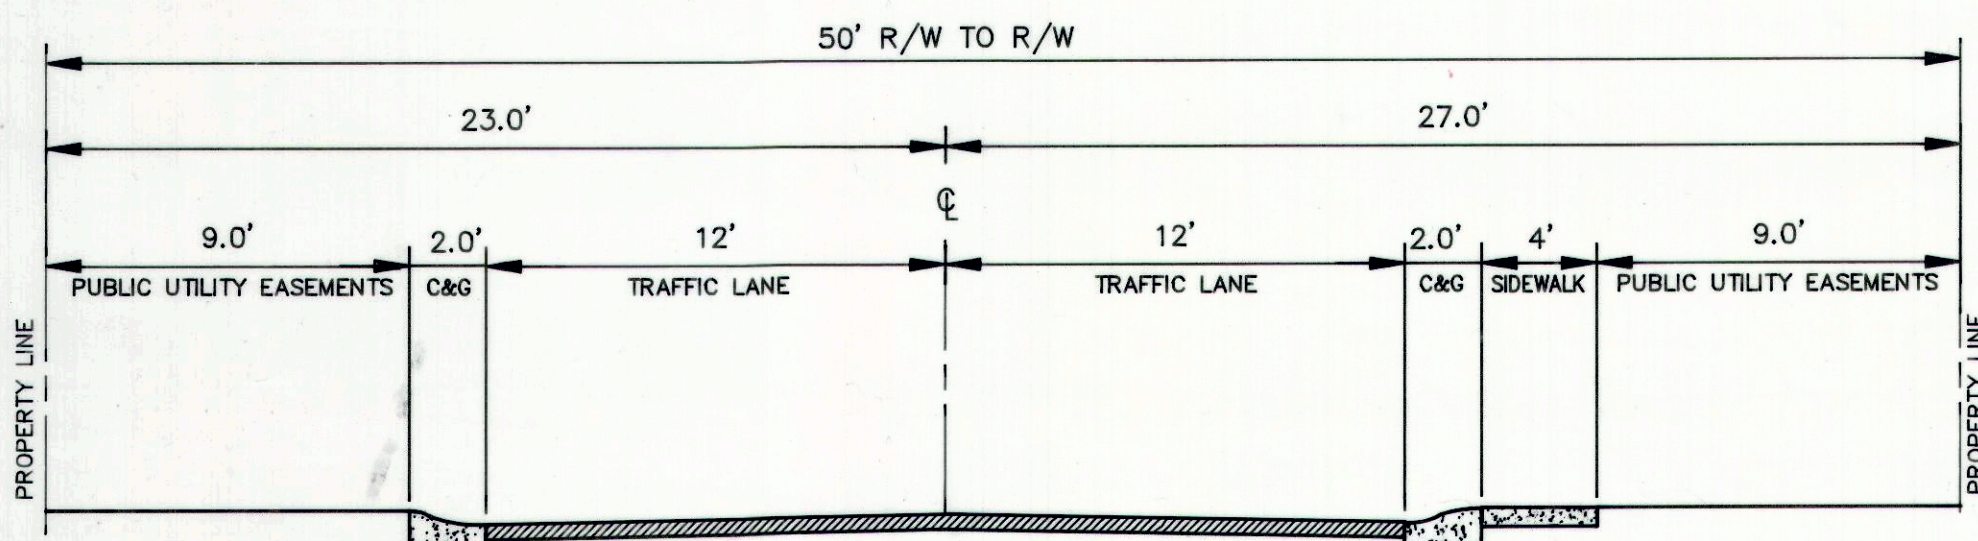 50' R/W TO R/W
23.0' 27.0'
℄
9.0' 2.0' 12' 12' 2.0' 4' 9.0'
PUBLIC UTILITY EASEMENTS C&G TRAFFIC LANE TRAFFIC LANE C&G SIDEWALK PUBLIC UTILITY EASEMENTS
PROPERTY LINE
PROPERTY LINE